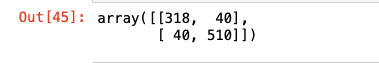 Out[45]: array([[318,  40],
       [ 40, 510]])